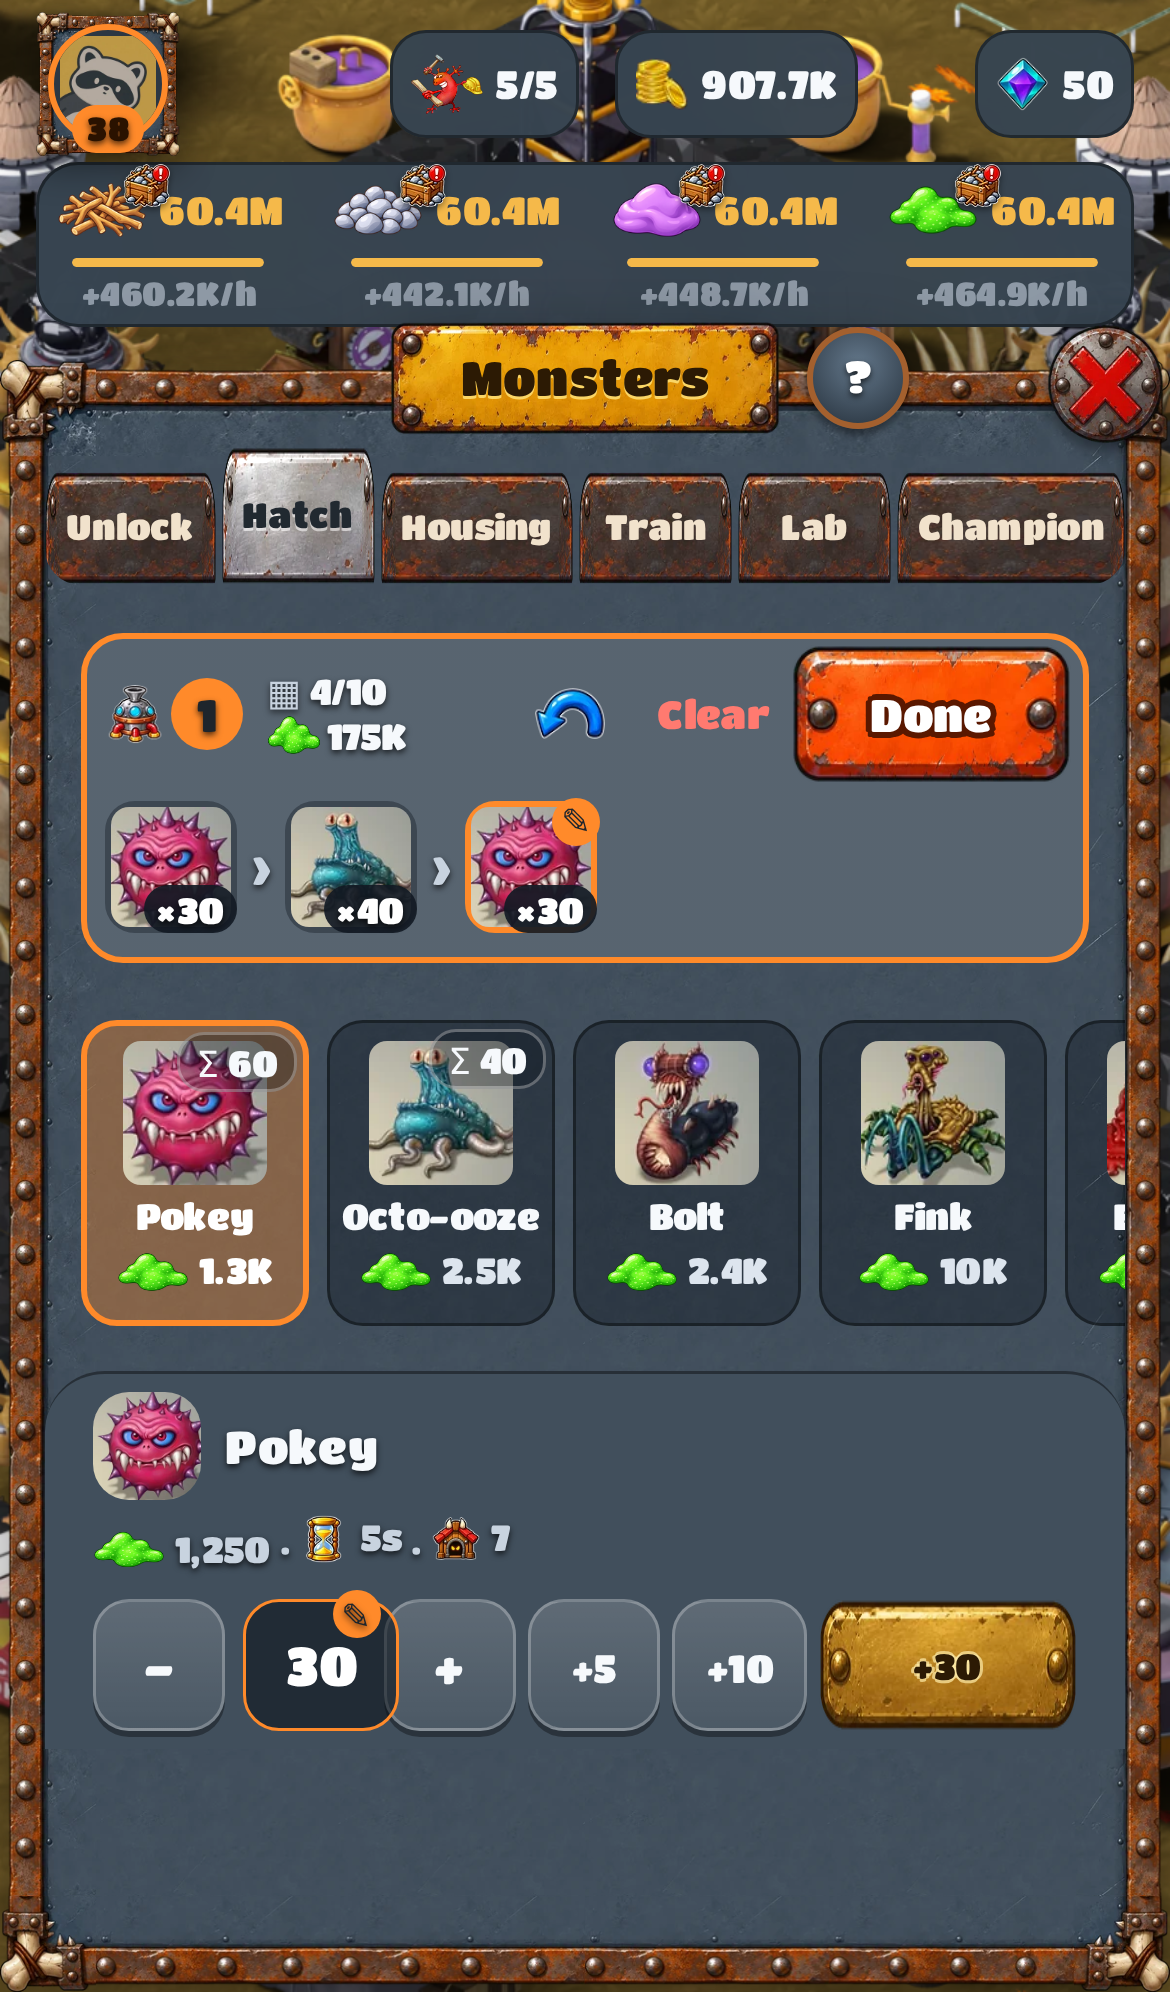 38
5/5
907.7K
50
60.4M
60.4M
60.4M
60.4M
+460.2K/h
+442.1K/h
+448.7K/h
+464.9K/h
Monsters
?
Unlock
Hatch
Housing
Train
Lab
Champion
1
4/10
175K
Clear
Done
×30
×40
×30
Σ 60
Σ 40
Pokey
Octo-ooze
Bolt
Fink
1.3K
2.5K
2.4K
10K
Pokey
1,250 · 5s · 7
−
30
+
+5
+10
+30